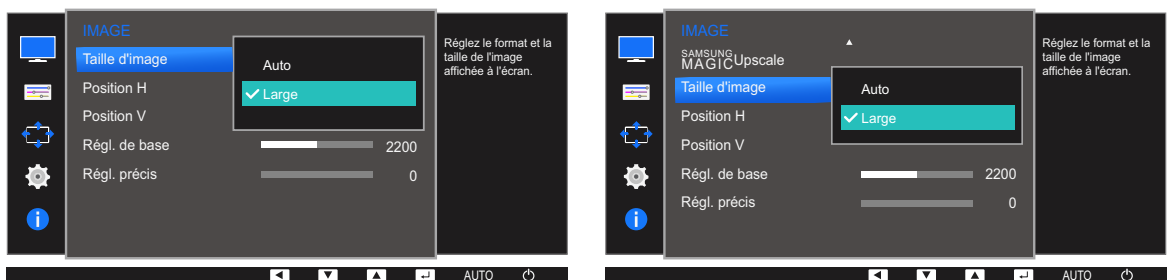 IMAGE
Taille d'image
Auto
Position H
Large
Position V
Régl. de base
2200
Régl. précis
0
Réglez le format et la
taille de l'image
affichée à l'écran.
AUTO
IMAGE
SAMSUNG
MAGICUpscale
Taille d'image
Auto
Position H
Large
Position V
Régl. de base
2200
Régl. précis
0
Réglez le format et la
taille de l'image
affichée à l'écran.
AUTO